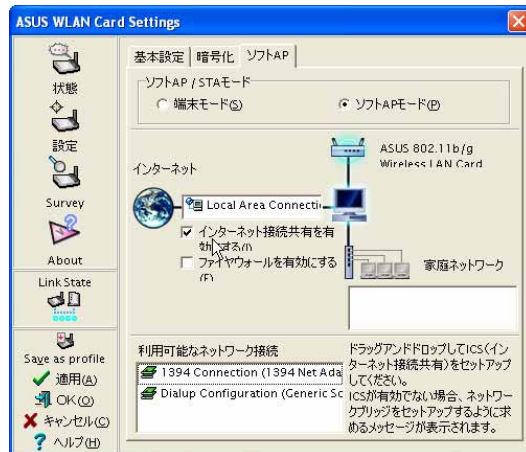 ASUS WLAN Card Settings
状態
設定
Survey
About
Link State
Save as profile
適用(A)
OK(O)
キャンセル(C)
ヘルプ(H)
基本設定
暗号化
ソフトAP
ソフトAP / STAモード
端末モード(S)
ソフトAPモード(P)
インターネット
ASUS 802.11b/g
Wireless LAN Card
Local Area Connecti
インターネット接続共有を有
効にする(I)
ファイヤウォールを有効にする
(F)
家庭ネットワーク
利用可能なネットワーク接続
1394 Connection (1394 Net Ada
Dialup Configuration (Generic Sc
ドラッグアンドドロップしてICS(イン
ターネット接続共有)をセットアップ
してください。
ICSが有効でない場合、ネットワー
クブリッジをセットアップするように求
めるメッセージが表示されます。